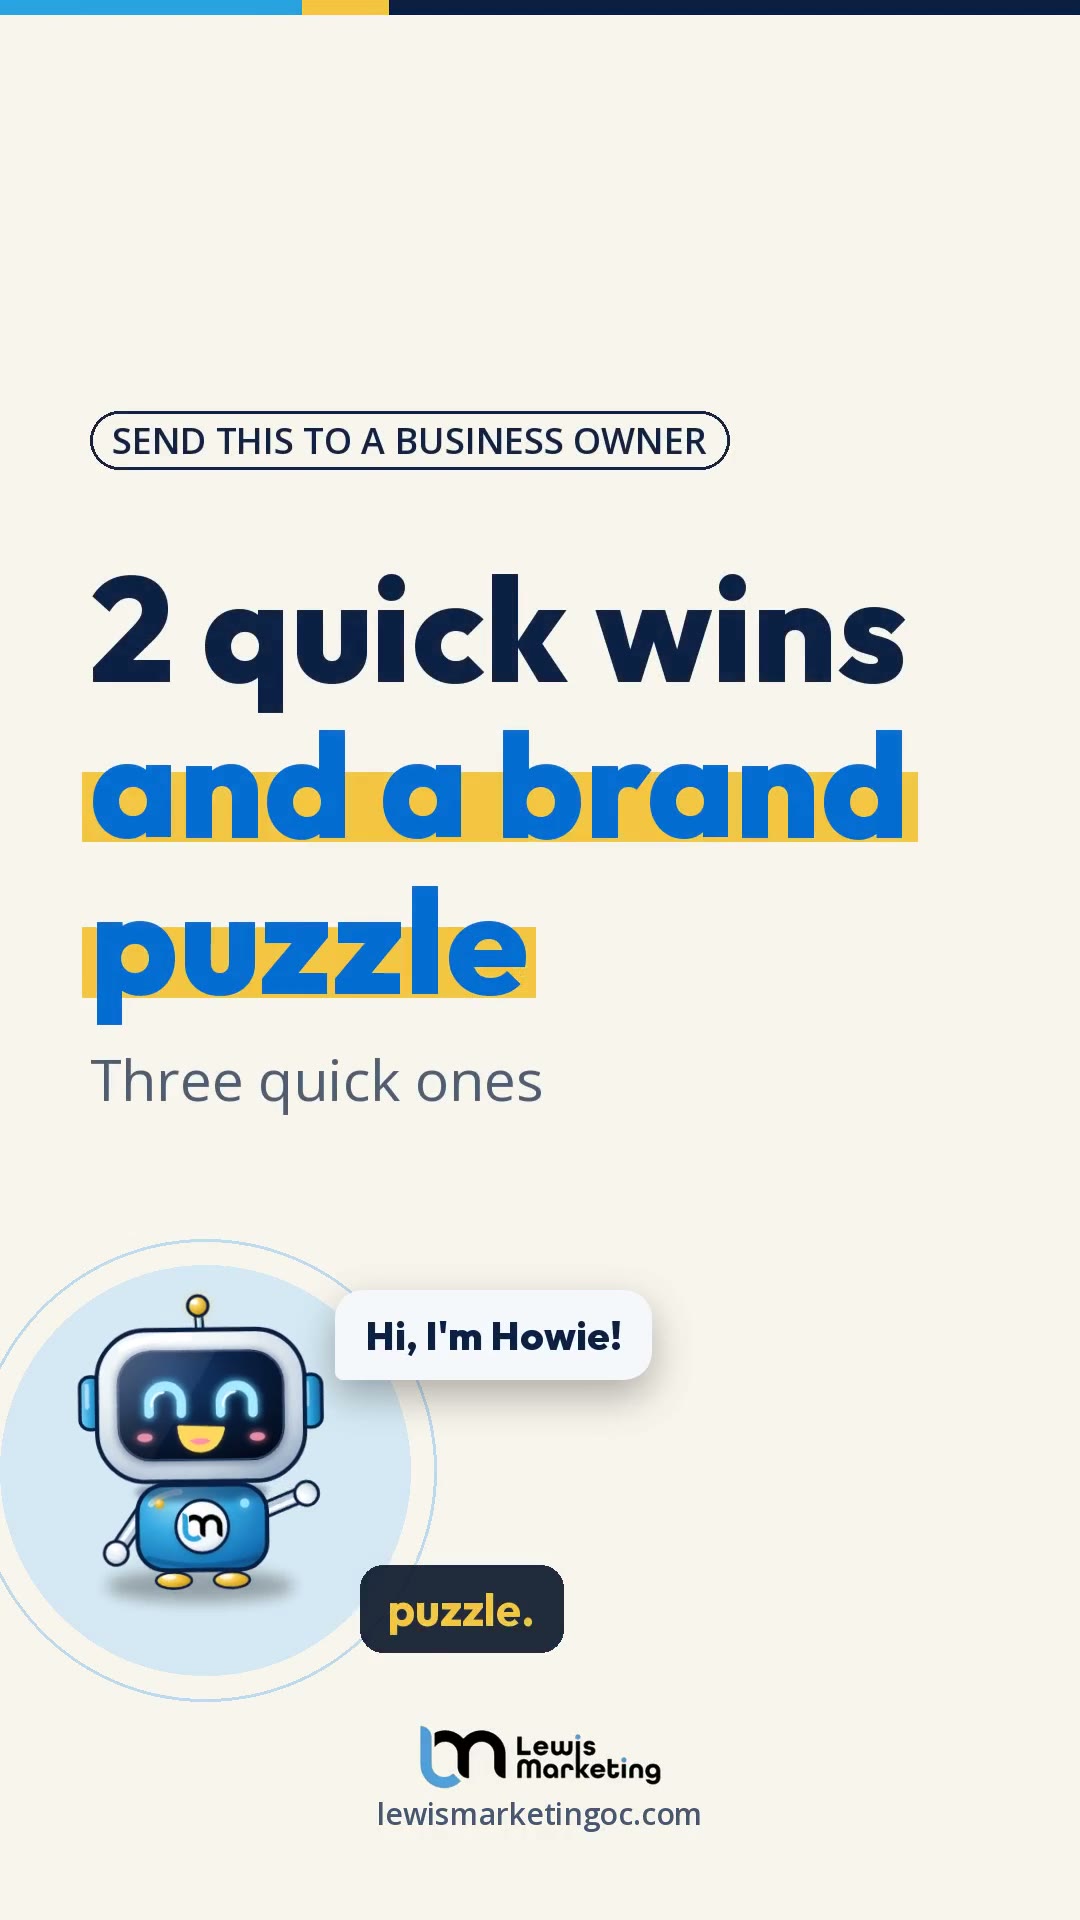 SEND THIS TO A BUSINESS OWNER
2 quick wins
and a brand
puzzle
Three quick ones
Hi, I'm Howie!
puzzle.
Lewis
Marketing
lewismarketingoc.com